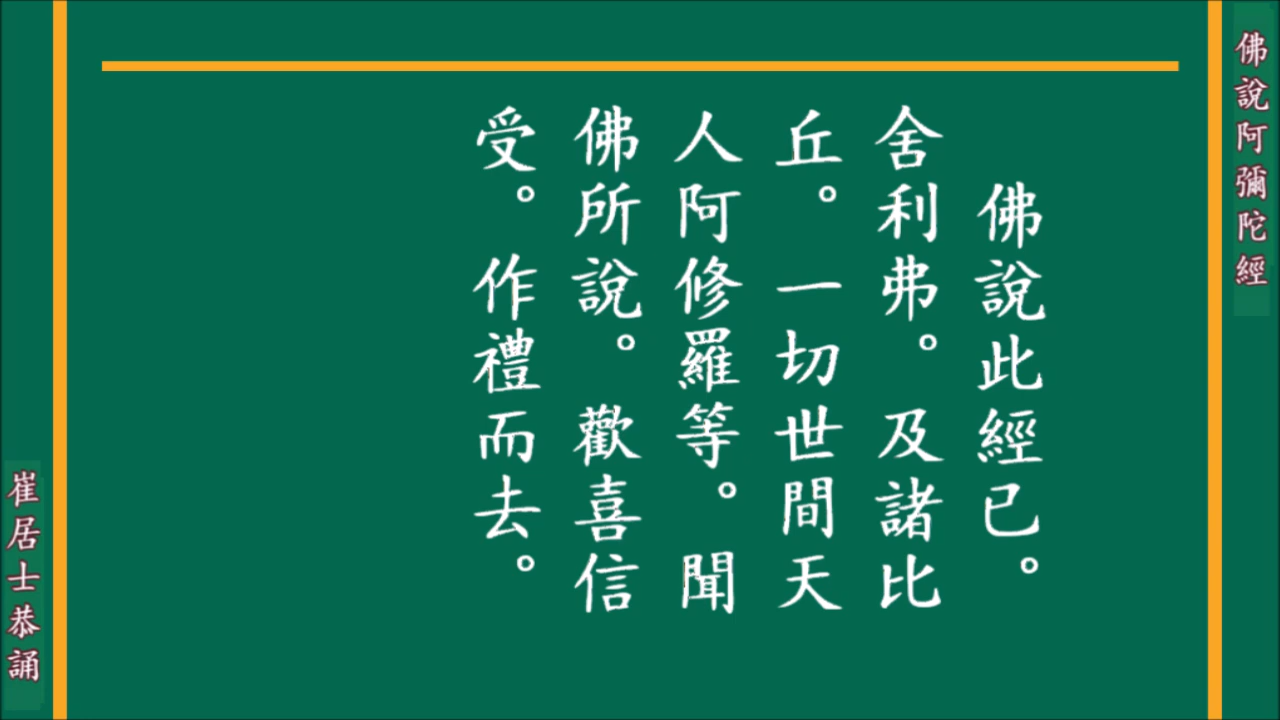 佛說阿彌陀經
佛說此經已。
舍利弗。及諸比
丘。一切世間天
人阿修羅等。聞
佛所說。歡喜信
受。作禮而去。
崔居士恭誦